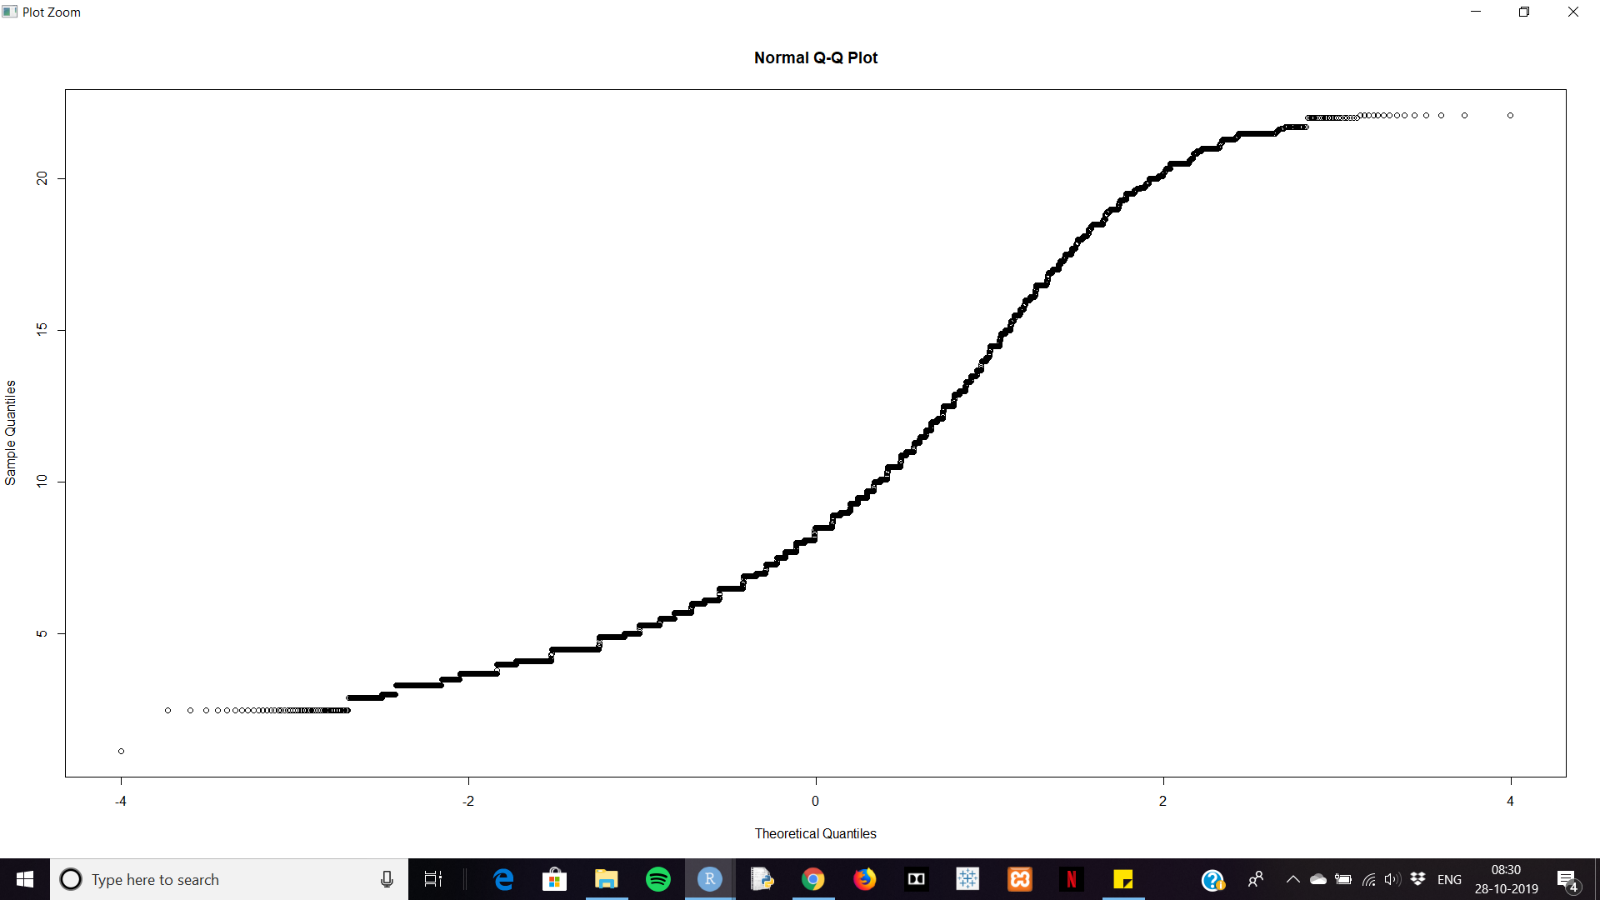 Plot Zoom
Normal Q-Q Plot
Sample Quantiles
20
15
10
5
-4
-2
0
2
4
Theoretical Quantiles
Type here to search
R
N
ENG
08:30
28-10-2019
4